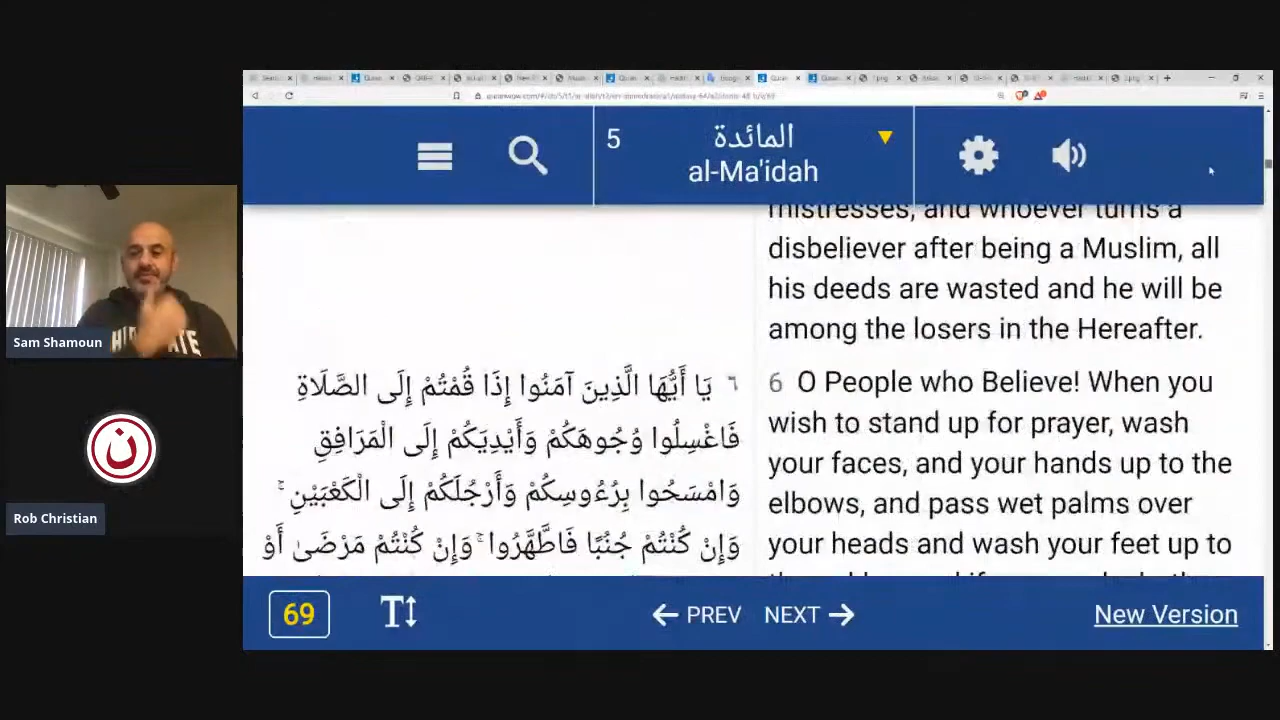 quranwow.com
5
المائدة
al-Ma'idah
mistresses, and whoever turns a
disbeliever after being a Muslim, all
his deeds are wasted and he will be
among the losers in the Hereafter.
٦ يَا أَيُّهَا الَّذِينَ آمَنُوا إِذَا قُمْتُمْ إِلَى الصَّلَاةِ
فَاغْسِلُوا وُجُوهَكُمْ وَأَيْدِيَكُمْ إِلَى الْمَرَافِقِ
وَامْسَحُوا بِرُءُوسِكُمْ وَأَرْجُلَكُمْ إِلَى الْكَعْبَيْنِ ۚ
وَإِنْ كُنْتُمْ جُنُبًا فَاطَّهَّرُوا ۚ وَإِنْ كُنْتُمْ مَرْضَىٰ أَوْ
6 O People who Believe! When you
wish to stand up for prayer, wash
your faces, and your hands up to the
elbows, and pass wet palms over
your heads and wash your feet up to
69
T
PREV
NEXT
New Version
Sam Shamoun
ن
Rob Christian